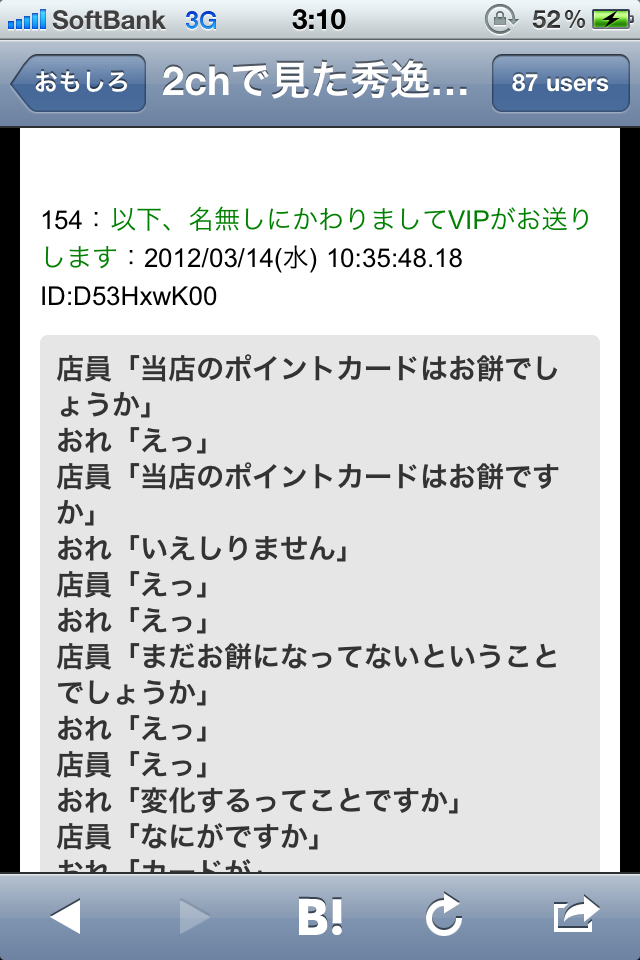 SoftBank 3G 3:10 52%
おもしろ 2chで見た秀逸… 87 users
154：以下、名無しにかわりましてVIPがお送り
します：2012/03/14(水) 10:35:48.18
ID:D53HxwK00
店員「当店のポイントカードはお餅でし
ょうか」
おれ「えっ」
店員「当店のポイントカードはお餅です
か」
おれ「いえしりません」
店員「えっ」
おれ「えっ」
店員「まだお餅になってないということ
でしょうか」
おれ「えっ」
店員「えっ」
おれ「変化するってことですか」
店員「なにがですか」
おれ「カードが」
B!